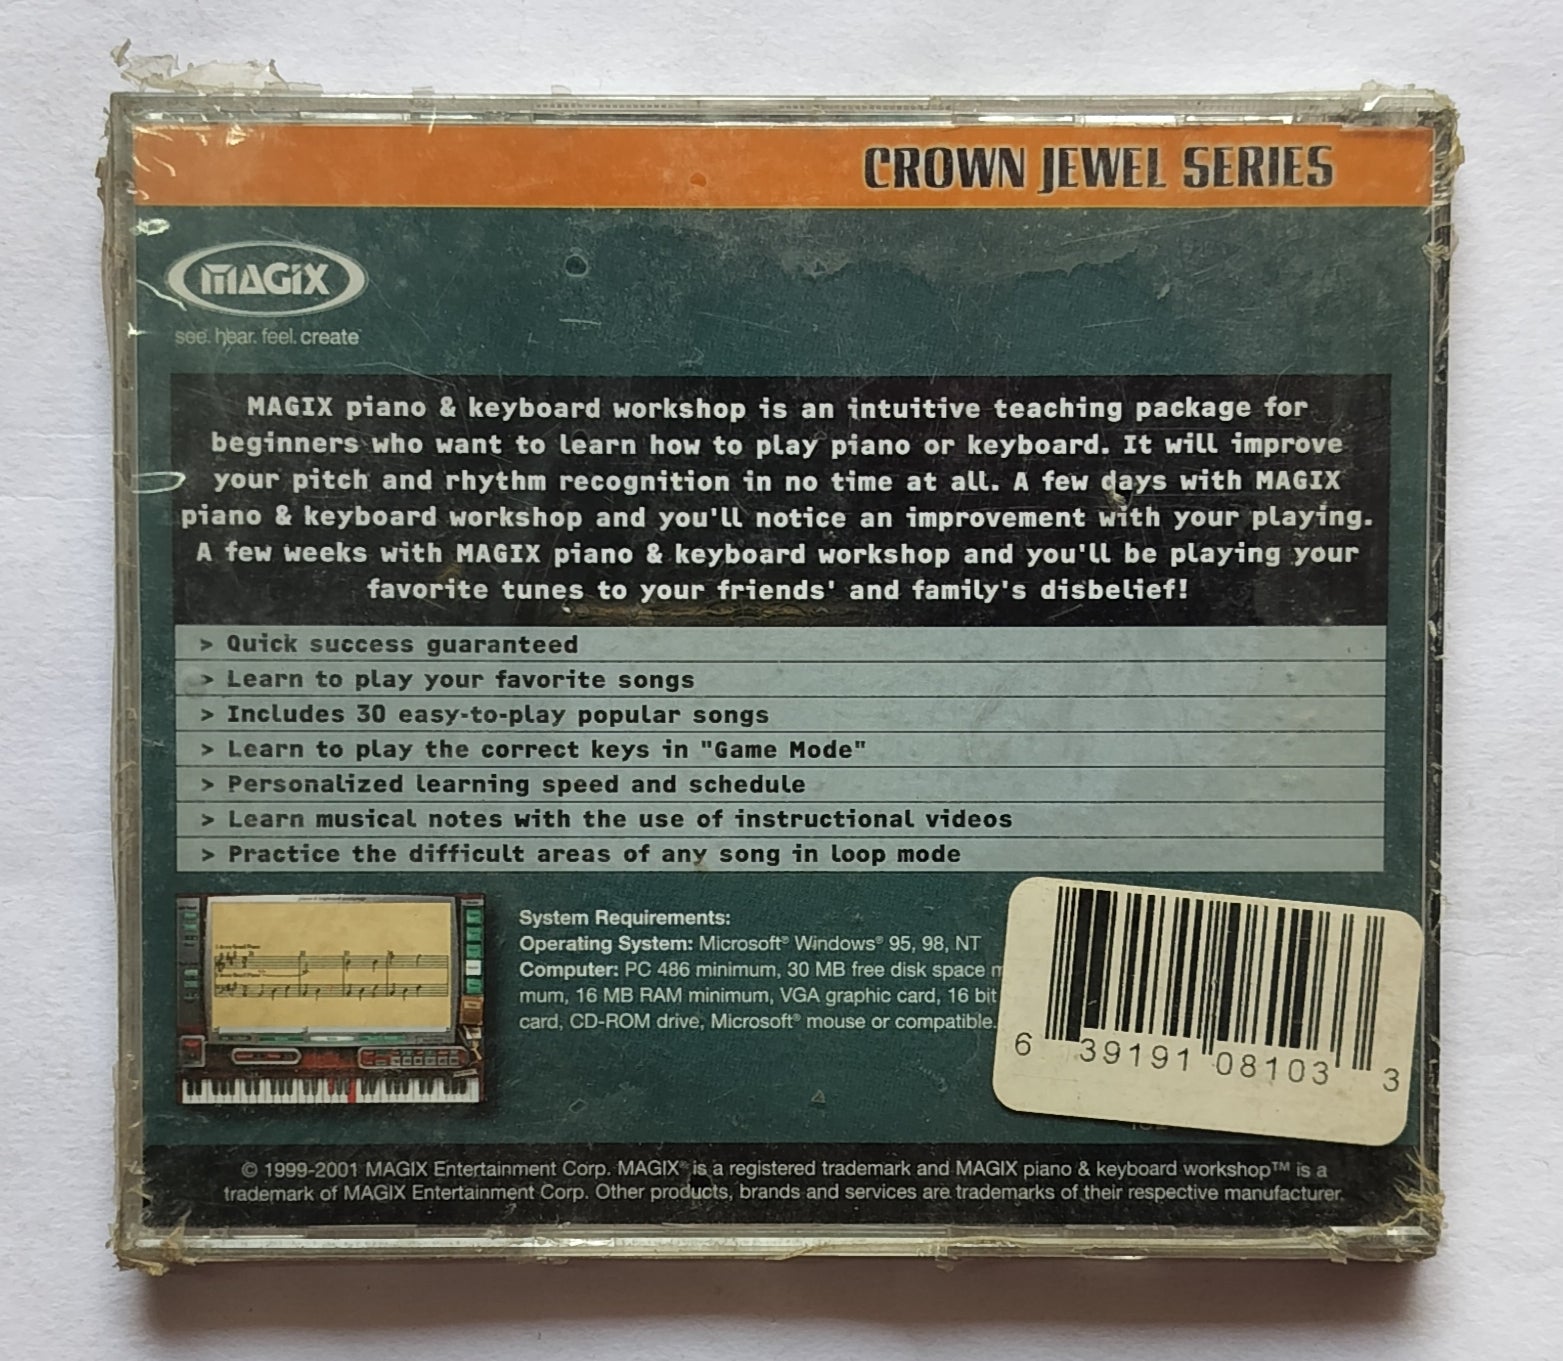 CROWN JEWEL SERIES
MAGIX
see. hear. feel. create
MAGIX piano & keyboard workshop is an intuitive teaching package for
beginners who want to learn how to play piano or keyboard. It will improve
your pitch and rhythm recognition in no time at all. A few days with MAGIX
piano & keyboard workshop and you'll notice an improvement with your playing.
A few weeks with MAGIX piano & keyboard workshop and you'll be playing your
favorite tunes to your friends' and family's disbelief!
> Quick success guaranteed
> Learn to play your favorite songs
> Includes 30 easy-to-play popular songs
> Learn to play the correct keys in "Game Mode"
> Personalized learning speed and schedule
> Learn musical notes with the use of instructional videos
> Practice the difficult areas of any song in loop mode
System Requirements:
Operating System: Microsoft® Windows® 95, 98, NT
Computer: PC 486 minimum, 30 MB free disk space
mum, 16 MB RAM minimum, VGA graphic card, 16 bit
card, CD-ROM drive, Microsoft® mouse or compatible.
6 39191 08103 3
© 1999-2001 MAGIX Entertainment Corp. MAGIX® is a registered trademark and MAGIX piano & keyboard workshop™ is a
trademark of MAGIX Entertainment Corp. Other products, brands and services are trademarks of their respective manufacturer.